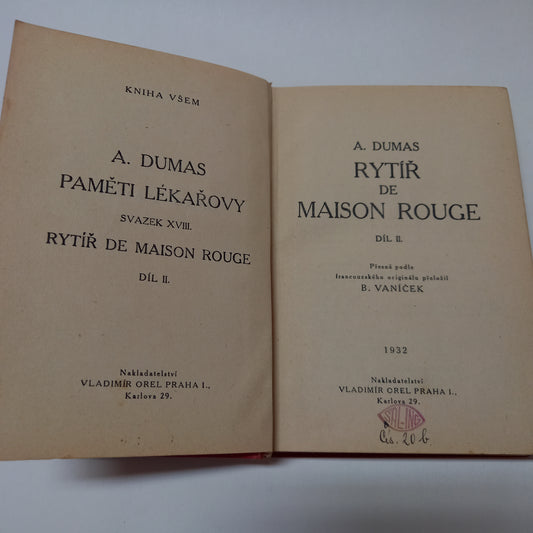 KNIHA VŠEM
A. DUMAS
PAMĚTI LÉKAŘOVY
SVAZEK XVIII.
RYTÍŘ DE MAISON ROUGE
DÍL II.
Nakladatelství
VLADIMÍR OREL PRAHA I.,
Karlova 29.
A. DUMAS
RYTÍŘ
DE
MAISON ROUGE
DÍL II.
Přesně podle
francouzského originálu přeložil
B. VANÍČEK
1932
Nakladatelství
VLADIMÍR OREL PRAHA I.,
Karlova 29.
Čís. 20 b.